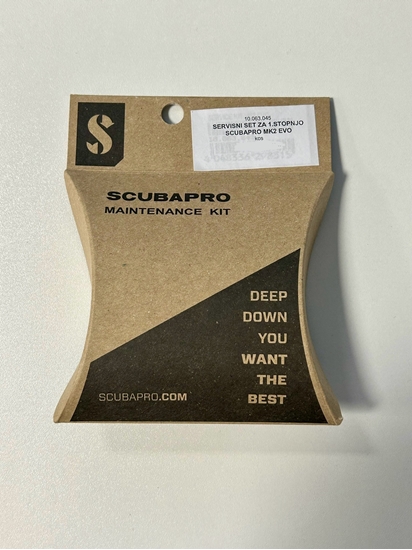 S
10.063.045
SERVISNI SET ZA 1.STOPNJO
SCUBAPRO MK2 EVO
kos
SCUBAPRO
MAINTENANCE KIT
DEEP
DOWN
YOU
WANT
THE
BEST
SCUBAPRO.COM